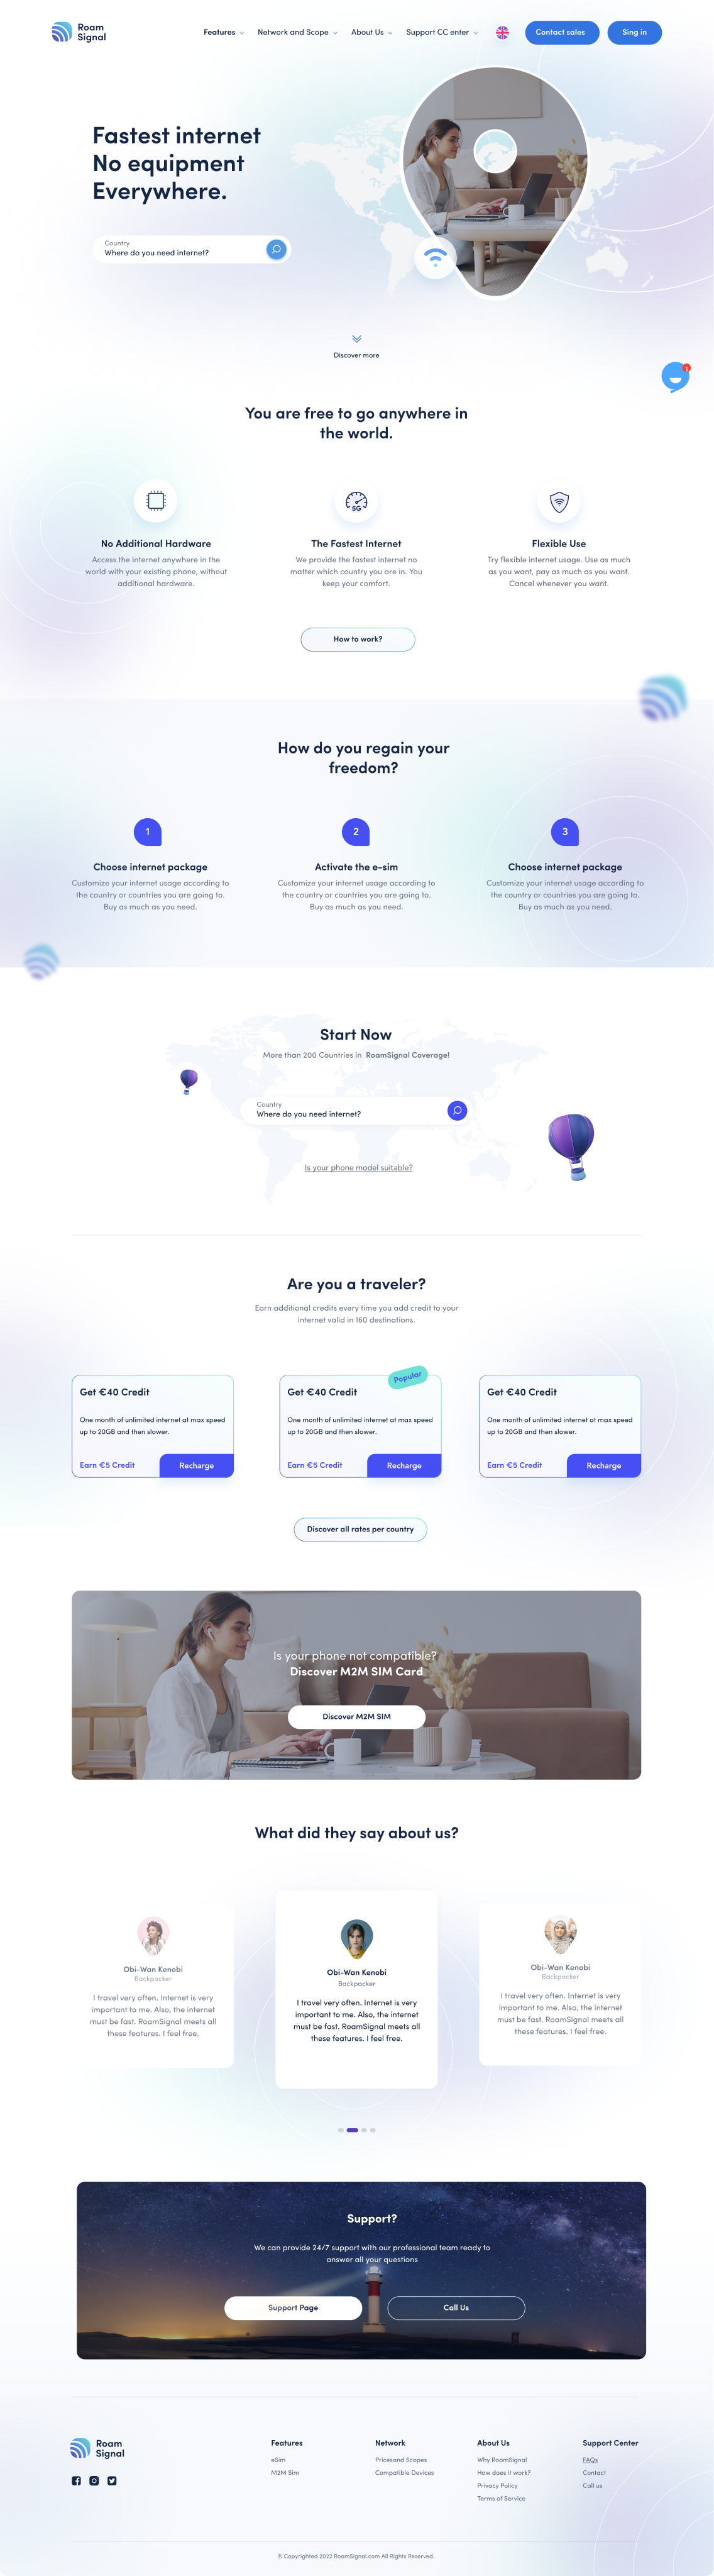 Roam
Signal
Features
Network and Scope
About Us
Support CC enter
Contact sales
Sing in
Fastest internet
No equipment
Everywhere.
Country
Where do you need internet?
Discover more
You are free to go anywhere in
the world.
5G
No Additional Hardware
Access the internet anywhere in the
world with your existing phone, without
additional hardware.
The Fastest Internet
We provide the fastest internet no
matter which country you are in. You
keep your comfort.
Flexible Use
Try flexible internet usage. Use as much
as you want, pay as much as you want.
Cancel whenever you want.
How to work?
How do you regain your
freedom?
1
Choose internet package
Customize your internet usage according to
the country or countries you are going to.
Buy as much as you need.
2
Activate the e-sim
Customize your internet usage according to
the country or countries you are going to.
Buy as much as you need.
3
Choose internet package
Customize your internet usage according to
the country or countries you are going to.
Buy as much as you need.
Start Now
More than 200 Countries in RoamSignal Coverage!
Country
Where do you need internet?
Is your phone model suitable?
Are you a traveler?
Earn additional credits every time you add credit to your
internet valid in 160 destinations.
Get €40 Credit
One month of unlimited internet at max speed
up to 20GB and then slower.
Earn €5 Credit
Recharge
Popular
Get €40 Credit
One month of unlimited internet at max speed
up to 20GB and then slower.
Earn €5 Credit
Recharge
Get €40 Credit
One month of unlimited internet at max speed
up to 20GB and then slower.
Earn €5 Credit
Recharge
Discover all rates per country
Is your phone not compatible?
Discover M2M SIM Card
Discover M2M SIM
What did they say about us?
Obi-Wan Kenobi
Backpacker
I travel very often. Internet is very
important to me. Also, the internet
must be fast. RoamSignal meets all
these features. I feel free.
Obi-Wan Kenobi
Backpacker
I travel very often. Internet is very
important to me. Also, the internet
must be fast. RoamSignal meets all
these features. I feel free.
Obi-Wan Kenobi
Backpacker
I travel very often. Internet is very
important to me. Also, the internet
must be fast. RoamSignal meets all
these features. I feel free.
Support?
We can provide 24/7 support with our professional team ready to
answer all your questions
Support Page
Call Us
Roam
Signal
Features
eSim
M2M Sim
Network
Pricesand Scopes
Compatible Devices
About Us
Why RoamSignal
How does it work?
Privacy Policy
Terms of Service
Support Center
FAQs
Contact
Call us
© Copyrighted 2022 RoamSignal.com All Rights Reserved.